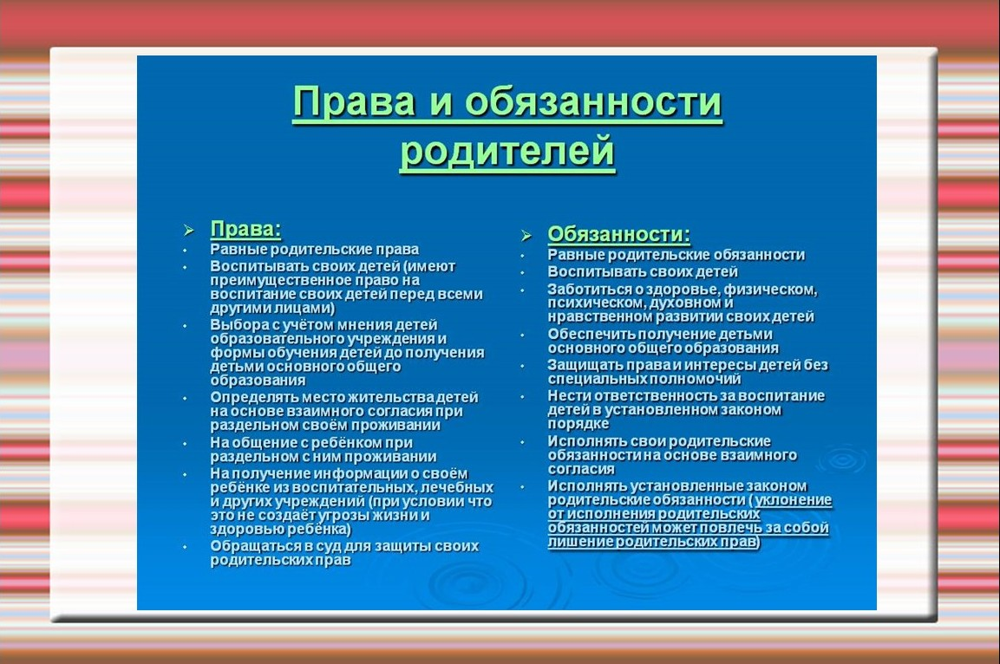 Права и обязанности
родителей
Права:
Равные родительские права
Воспитывать своих детей (имеют
преимущественное право на
воспитание своих детей перед всеми
другими лицами)
Выбора с учётом мнения детей
образовательного учреждения и
формы обучения детей до получения
детьми основного общего
образования
Определять место жительства детей
на основе взаимного согласия при
раздельном своём проживании
На общение с ребёнком при
раздельном с ним проживании
На получение информации о своём
ребёнке из воспитательных, лечебных
и других учреждений (при условии что
это не создаёт угрозы жизни и
здоровью ребёнка)
Обращаться в суд для защиты своих
родительских прав
Обязанности:
Равные родительские обязанности
Воспитывать своих детей
Заботиться о здоровье, физическом,
психическом, духовном и
нравственном развитии своих детей
Обеспечить получение детьми
основного общего образования
Защищать права и интересы детей без
специальных полномочий
Нести ответственность за воспитание
детей в установленном законом
порядке
Исполнять свои родительские
обязанности на основе взаимного
согласия
Исполнять установленные законом
родительские обязанности (уклонение
от исполнения родительских
обязанностей может повлечь за собой
лишение родительских прав)